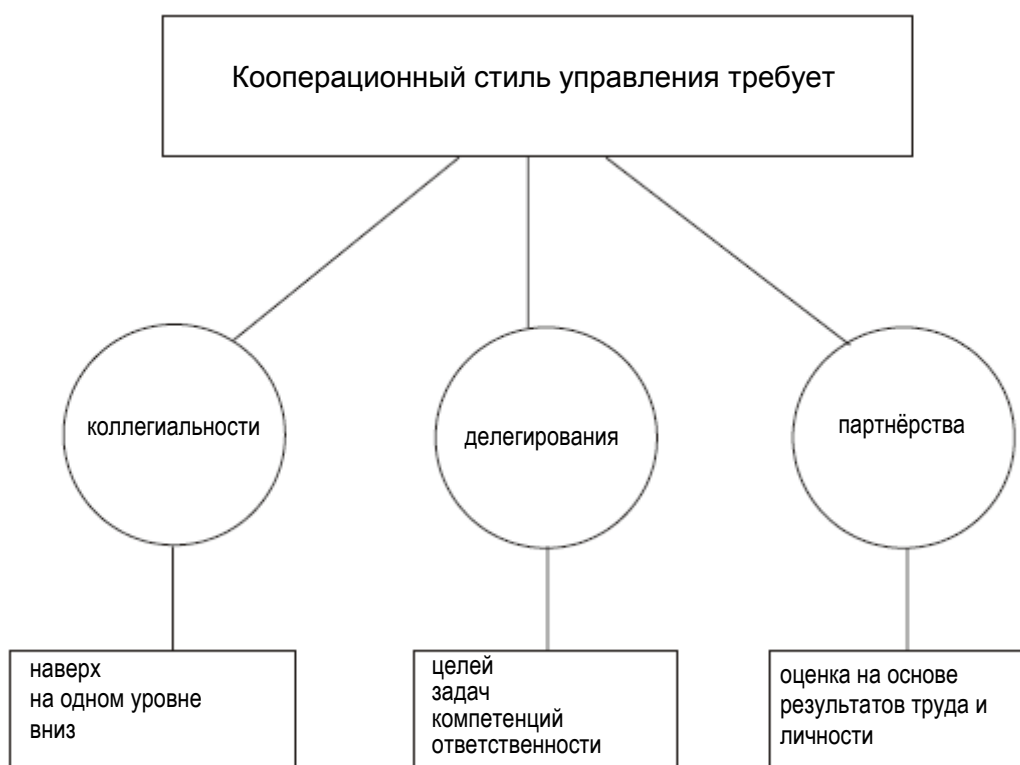 Кооперационный стиль управления требует
коллегиальности
делегирования
партнёрства
наверх
на одном уровне
вниз
целей
задач
компетенций
ответственности
оценка на основе
результатов труда и
личности